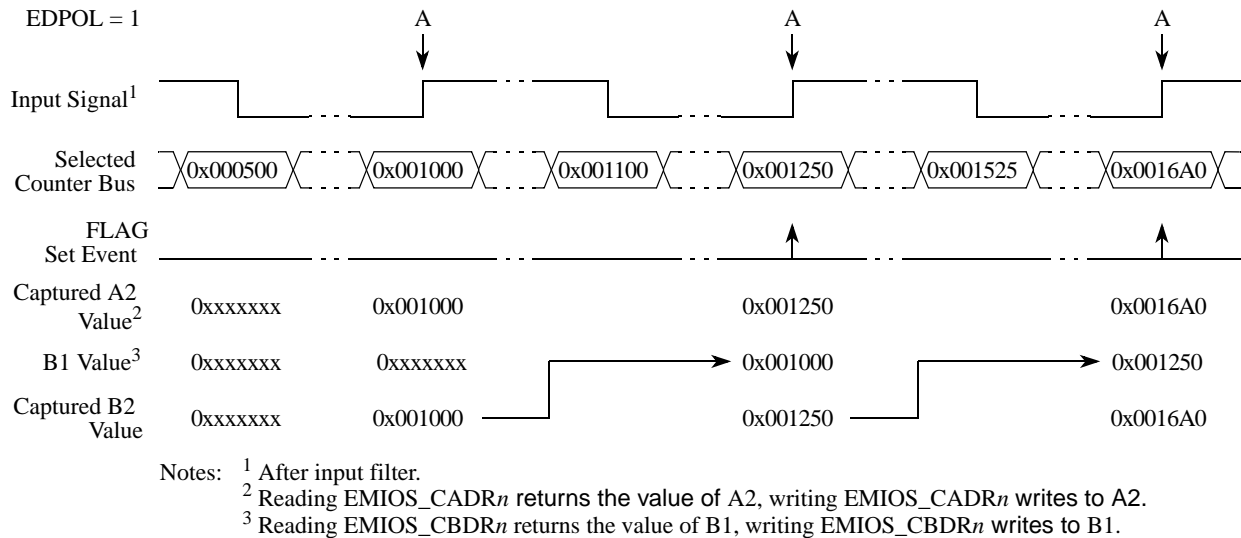 EDPOL = 1 A A A
Input Signal1
Selected
Counter Bus 0x000500 0x001000 0x001100 0x001250 0x001525 0x0016A0
FLAG
Set Event
Captured A2
Value2 0xxxxxxx 0x001000 0x001250 0x0016A0
B1 Value3 0xxxxxxx 0xxxxxxx 0x001000 0x001250
Captured B2
Value 0xxxxxxx 0x001000 0x001250 0x0016A0
Notes: 1 After input filter.
2 Reading EMIOS_CADRn returns the value of A2, writing EMIOS_CADRn writes to A2.
3 Reading EMIOS_CBDRn returns the value of B1, writing EMIOS_CBDRn writes to B1.